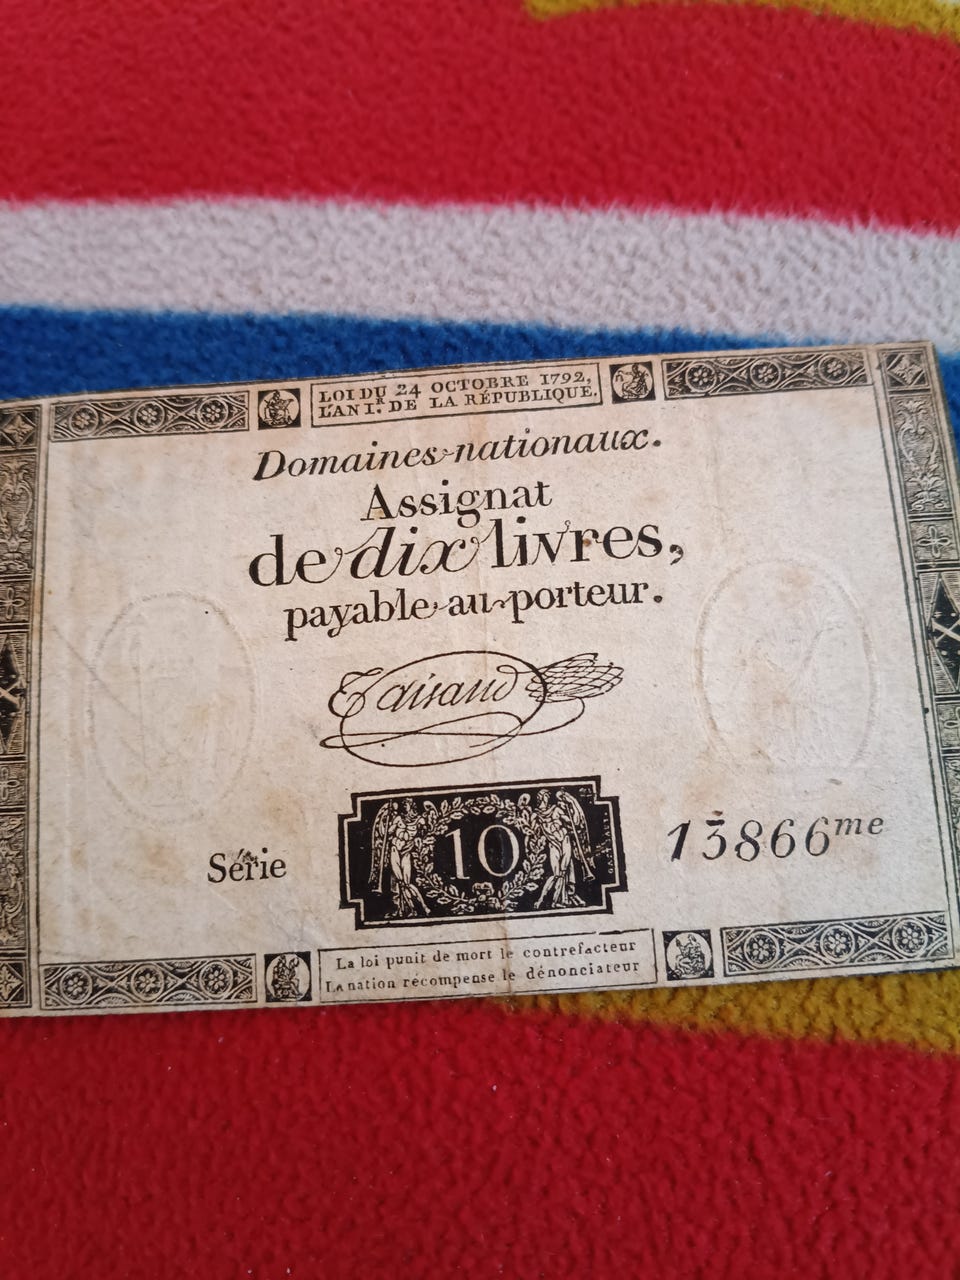 LOI DU 24 OCTOBRE 1792,
L'AN I.R DE LA RÉPUBLIQUE.
Domaines nationaux.
Assignat
de dix livres,
payable au porteur.
Taisaud
Série
10
13866me
La loi punit de mort le contrefacteur
La nation récompense le dénonciateur